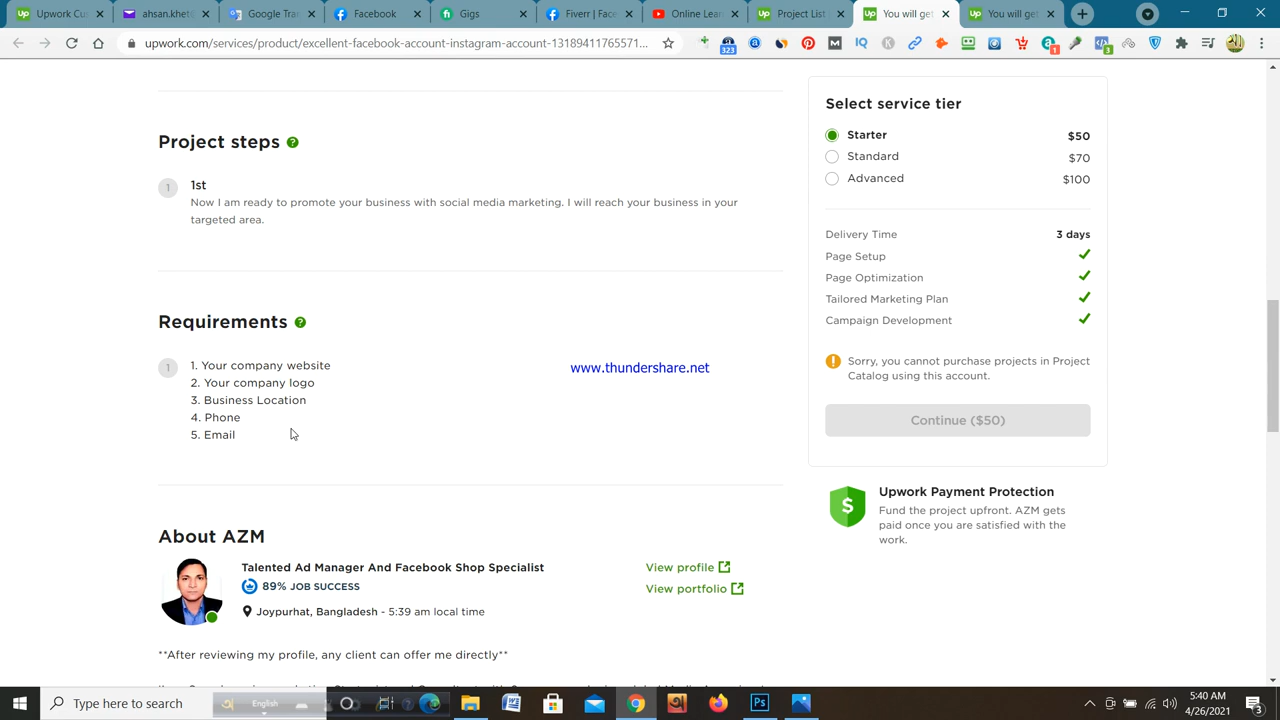 Upwork Cus
ahsan.khet
Google Tra
Facebook
Gigs
Fiverr | Face
Online Lear
Project List
You will get
You will get
upwork.com/services/product/excellent-facebook-account-instagram-account-13189411765571...
323
1
3
Select service tier
Starter $50
Standard $70
Advanced $100
Delivery Time 3 days
Page Setup
Page Optimization
Tailored Marketing Plan
Campaign Development
Sorry, you cannot purchase projects in Project
Catalog using this account.
Continue ($50)
Upwork Payment Protection
Fund the project upfront. AZM gets
paid once you are satisfied with the
work.
Project steps ?
1 1st
Now I am ready to promote your business with social media marketing. I will reach your business in your
targeted area.
Requirements ?
1 1. Your company website
2. Your company logo
3. Business Location
4. Phone
5. Email
www.thundershare.net
About AZM
Talented Ad Manager And Facebook Shop Specialist
89% JOB SUCCESS
Joypurhat, Bangladesh - 5:39 am local time
View profile
View portfolio
**After reviewing my profile, any client can offer me directly**
Type here to search
English
5:40 AM
4/26/2021
3